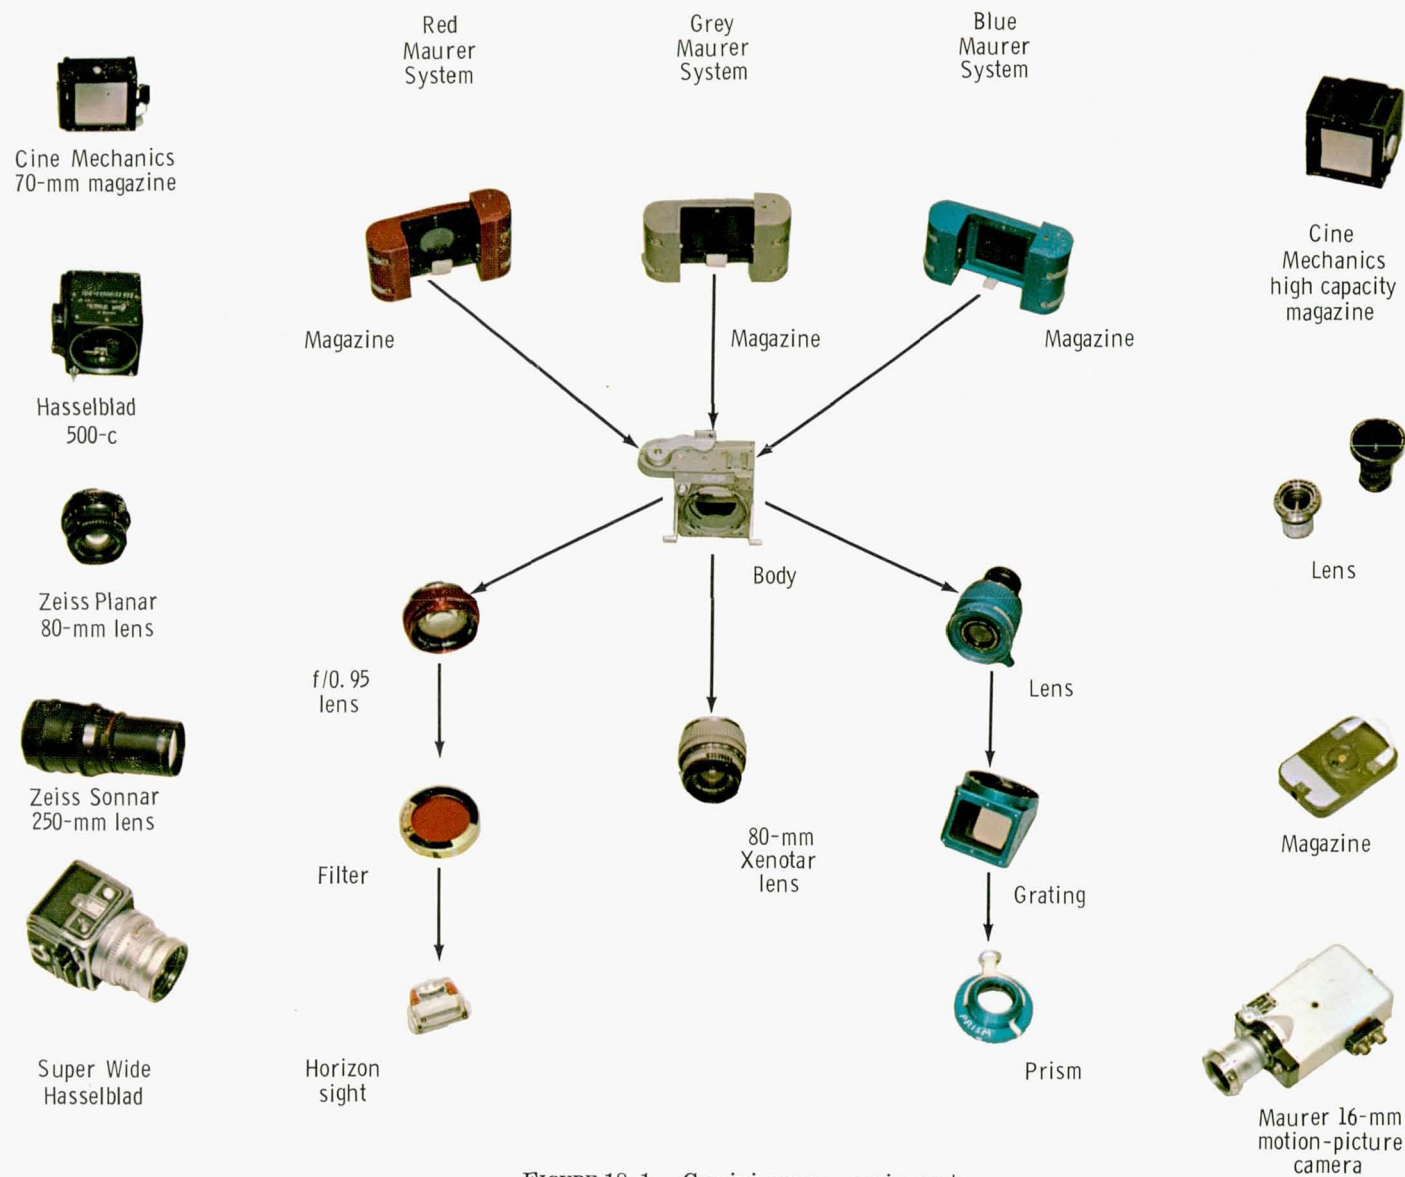 Red
Maurer
System
Grey
Maurer
System
Blue
Maurer
System
Cine Mechanics
70-mm magazine
Hasselblad
500-c
Zeiss Planar
80-mm lens
Zeiss Sonnar
250-mm lens
Super Wide
Hasselblad
Magazine
Magazine
Magazine
Body
f/0.95
lens
Filter
Horizon
sight
80-mm
Xenotar
lens
Lens
Grating
PRISM
Prism
Cine
Mechanics
high capacity
magazine
Lens
Magazine
Maurer 16-mm
motion-picture
camera